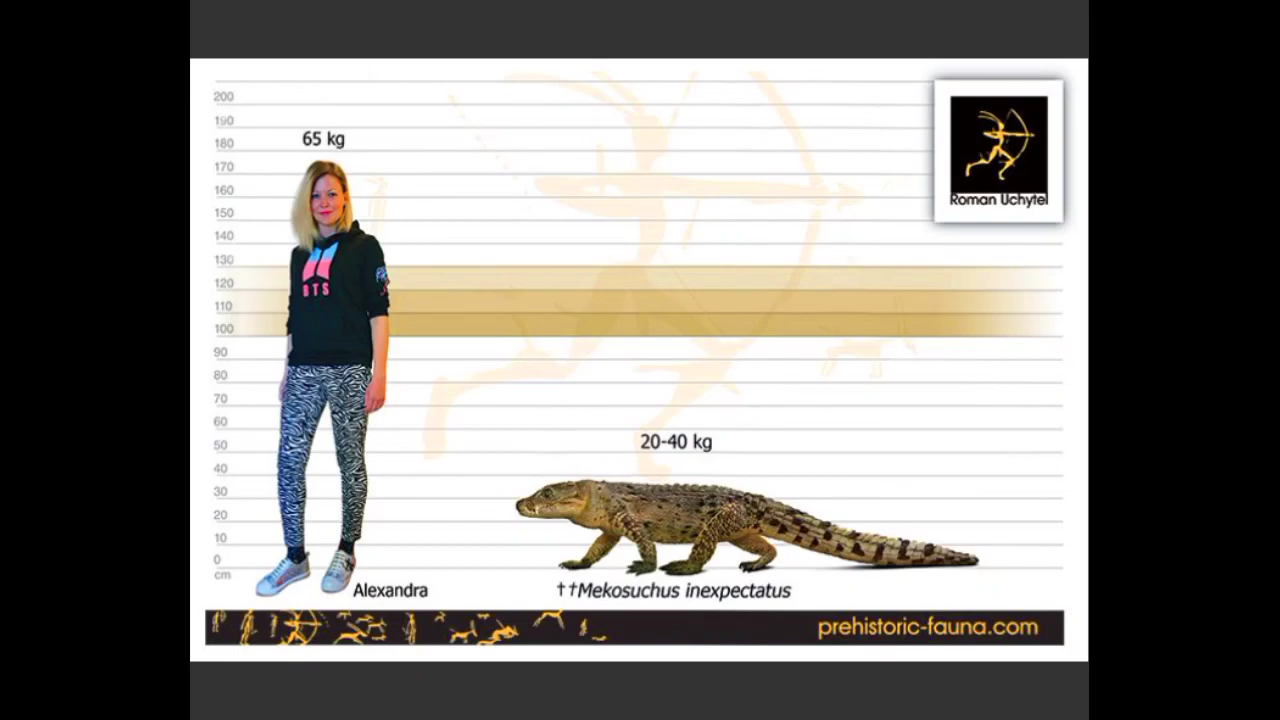 200
190
180
170
160
150
140
130
120
110
100
90
80
70
60
50
40
30
20
10
0
cm
65 kg
BTS
Roman Uchytel
20-40 kg
Alexandra
††Mekosuchus inexpectatus
prehistoric-fauna.com